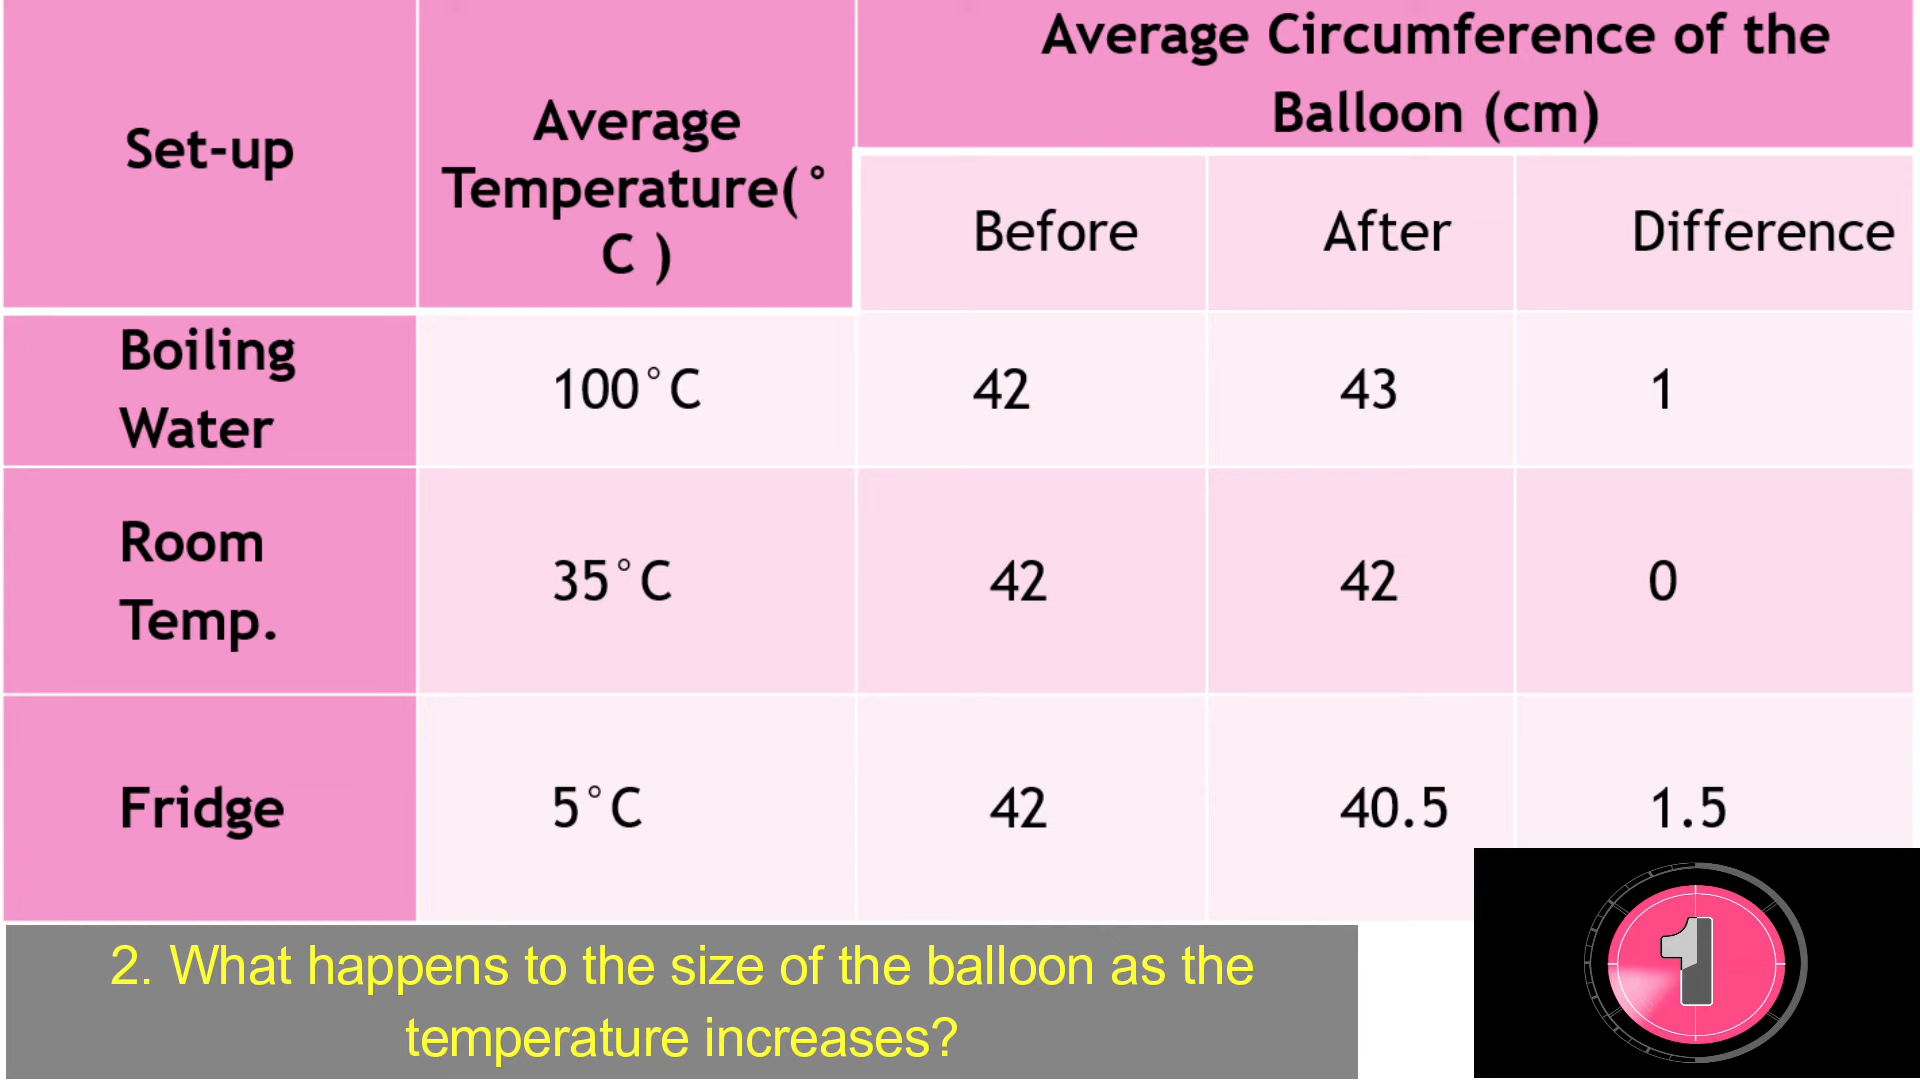 Set-up
Average
Temperature(°
C )
Average Circumference of the
Balloon (cm)
Before After Difference
Boiling
Water
100°C 42 43 1
Room
Temp.
35°C 42 42 0
Fridge 5°C 42 40.5 1.5
2. What happens to the size of the balloon as the
temperature increases?
1